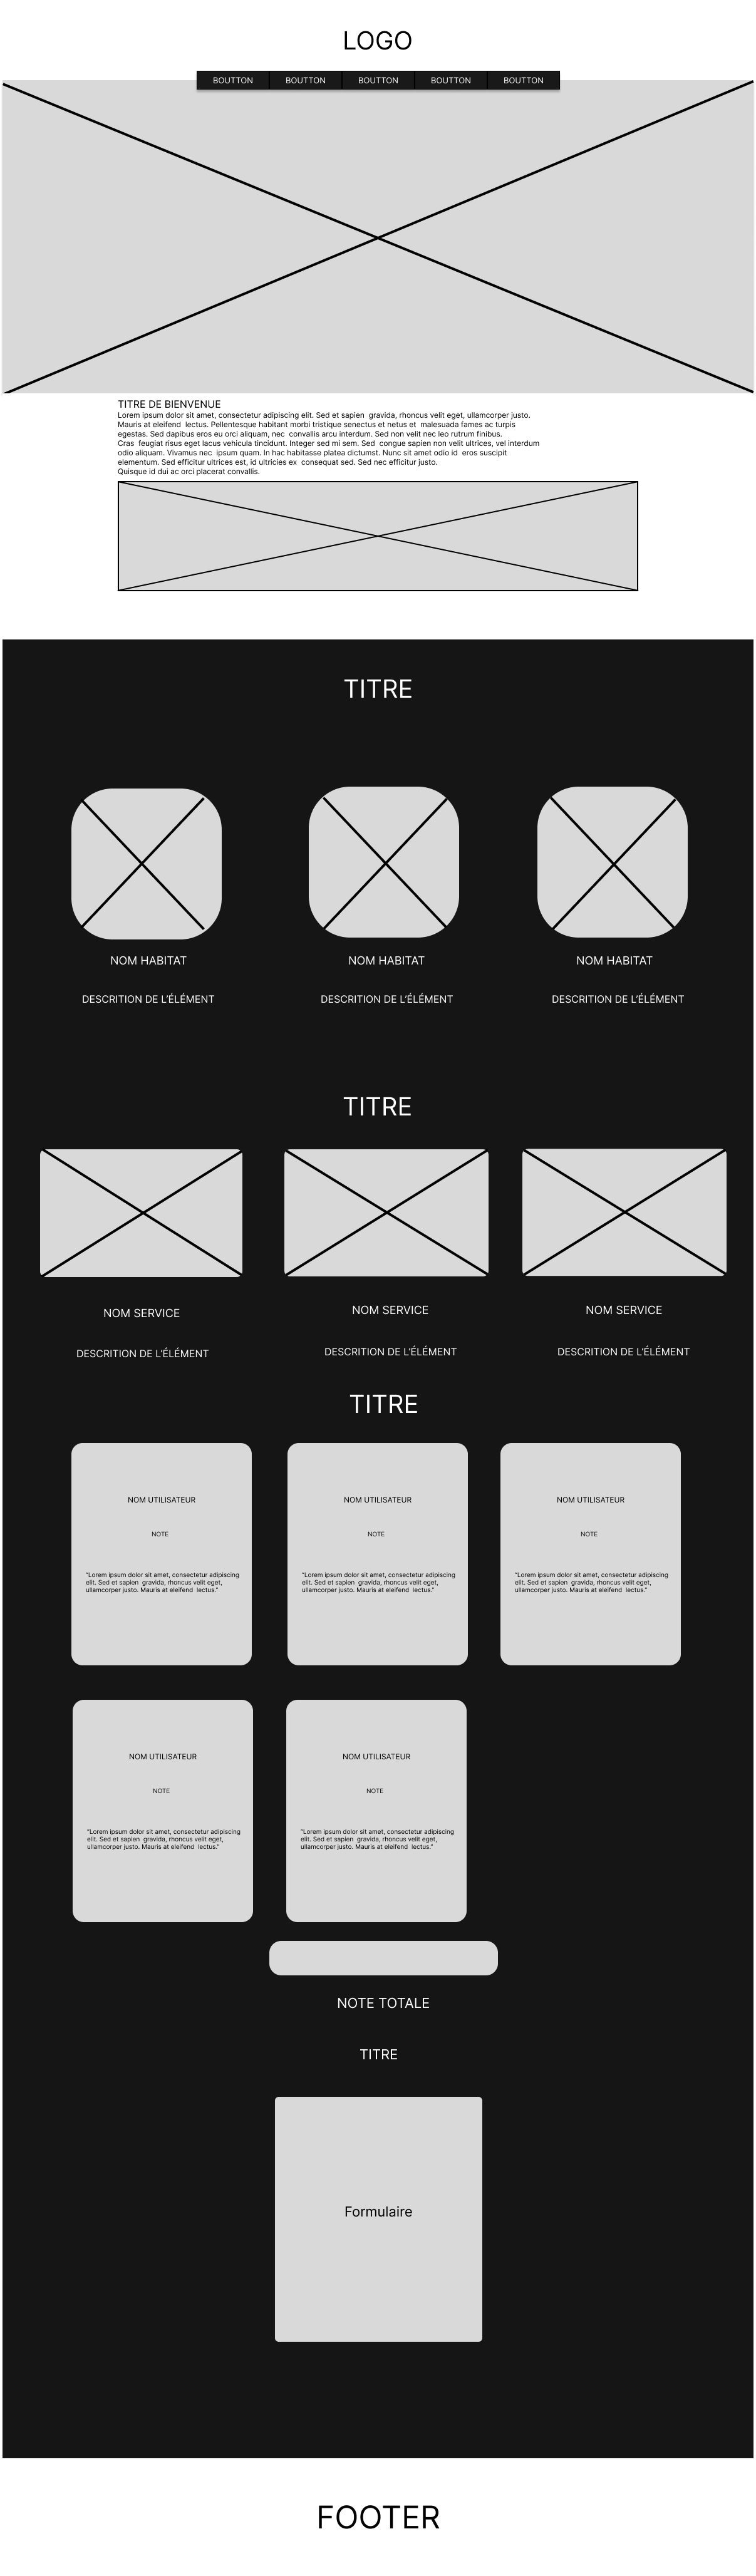 LOGO
BOUTTON BOUTTON BOUTTON BOUTTON BOUTTON
TITRE DE BIENVENUE
Lorem ipsum dolor sit amet, consectetur adipiscing elit. Sed et sapien gravida, rhoncus velit eget, ullamcorper justo.
Mauris at eleifend lectus. Pellentesque habitant morbi tristique senectus et netus et malesuada fames ac turpis
egestas. Sed dapibus eros eu orci aliquam, nec convallis arcu interdum. Sed non velit nec leo rutrum finibus.
Cras feugiat risus eget lacus vehicula tincidunt. Integer sed mi sem. Sed congue sapien non velit ultrices, vel interdum
odio aliquam. Vivamus nec ipsum quam. In hac habitasse platea dictumst. Nunc sit amet odio id eros suscipit
elementum. Sed efficitur ultrices est, id ultricies ex consequat sed. Sed nec efficitur justo.
Quisque id dui ac orci placerat convallis.
TITRE
NOM HABITAT NOM HABITAT NOM HABITAT
DESCRITION DE L'ÉLÉMENT DESCRITION DE L'ÉLÉMENT DESCRITION DE L'ÉLÉMENT
TITRE
NOM SERVICE NOM SERVICE NOM SERVICE
DESCRITION DE L'ÉLÉMENT DESCRITION DE L'ÉLÉMENT DESCRITION DE L'ÉLÉMENT
TITRE
NOM UTILISATEUR
NOTE
"Lorem ipsum dolor sit amet, consectetur adipiscing
elit. Sed et sapien gravida, rhoncus velit eget,
ullamcorper justo. Mauris at eleifend lectus."
NOM UTILISATEUR
NOTE
"Lorem ipsum dolor sit amet, consectetur adipiscing
elit. Sed et sapien gravida, rhoncus velit eget,
ullamcorper justo. Mauris at eleifend lectus."
NOM UTILISATEUR
NOTE
"Lorem ipsum dolor sit amet, consectetur adipiscing
elit. Sed et sapien gravida, rhoncus velit eget,
ullamcorper justo. Mauris at eleifend lectus."
NOM UTILISATEUR
NOTE
"Lorem ipsum dolor sit amet, consectetur adipiscing
elit. Sed et sapien gravida, rhoncus velit eget,
ullamcorper justo. Mauris at eleifend lectus."
NOM UTILISATEUR
NOTE
"Lorem ipsum dolor sit amet, consectetur adipiscing
elit. Sed et sapien gravida, rhoncus velit eget,
ullamcorper justo. Mauris at eleifend lectus."
NOTE TOTALE
TITRE
Formulaire
FOOTER